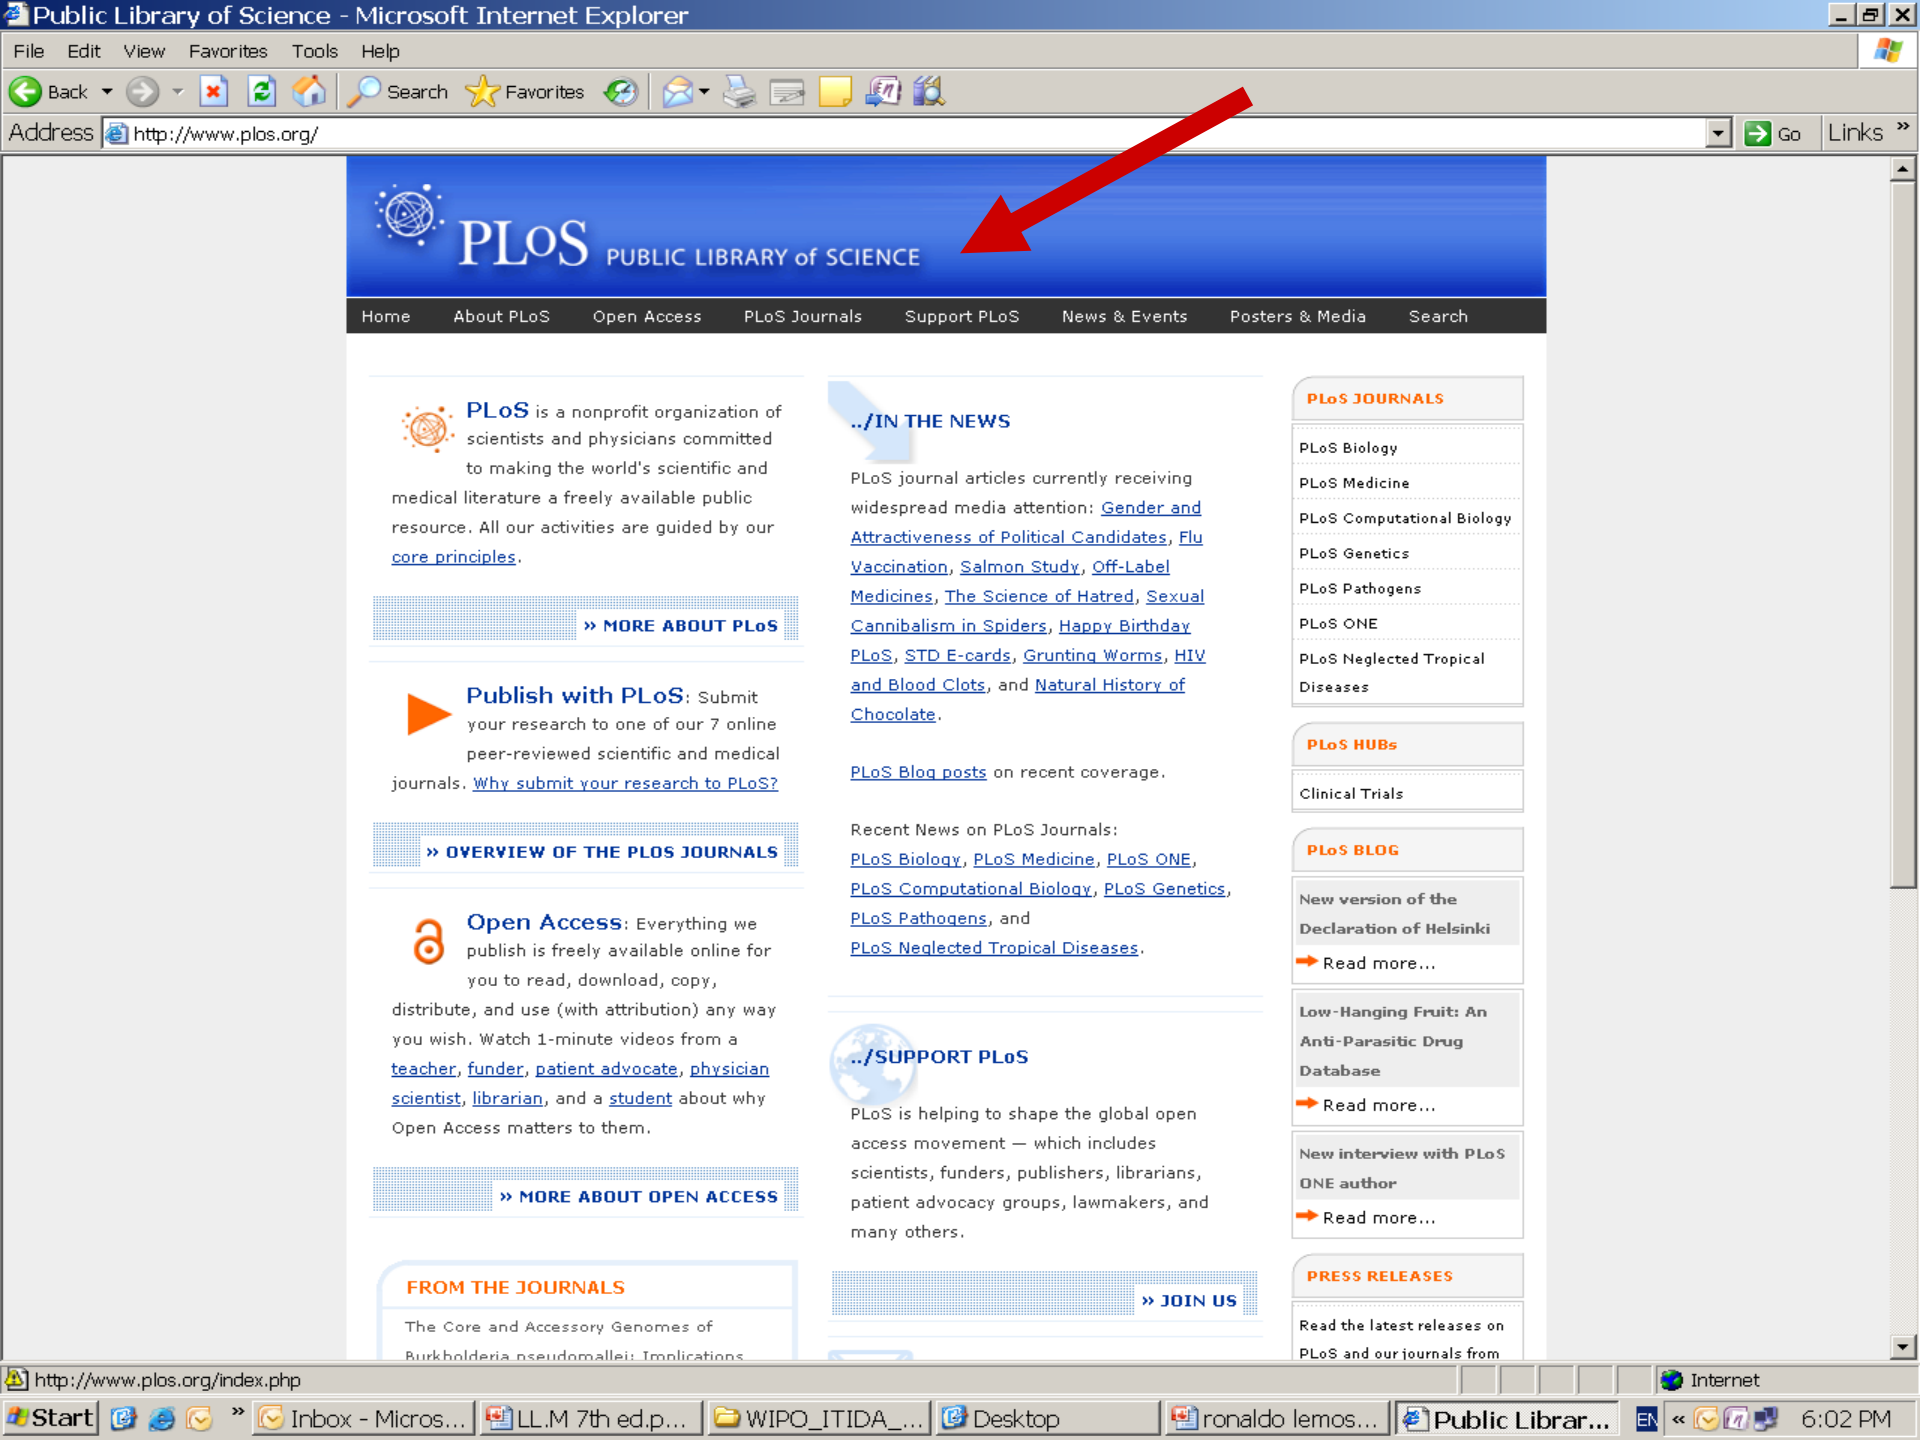 Public Library of Science - Microsoft Internet Explorer
File Edit View Favorites Tools Help
Back Search Favorites
Address http://www.plos.org/ Go Links »
PLoS PUBLIC LIBRARY of SCIENCE
Home About PLoS Open Access PLoS Journals Support PLoS News & Events Posters & Media Search
PLoS is a nonprofit organization of
scientists and physicians committed
to making the world's scientific and
medical literature a freely available public
resource. All our activities are guided by our
core principles.
» MORE ABOUT PLoS
Publish with PLoS: Submit
your research to one of our 7 online
peer-reviewed scientific and medical
journals. Why submit your research to PLoS?
» OVERVIEW OF THE PLOS JOURNALS
Open Access: Everything we
publish is freely available online for
you to read, download, copy,
distribute, and use (with attribution) any way
you wish. Watch 1-minute videos from a
teacher, funder, patient advocate, physician
scientist, librarian, and a student about why
Open Access matters to them.
» MORE ABOUT OPEN ACCESS
FROM THE JOURNALS
The Core and Accessory Genomes of
Burkholderia pseudomallei: Implications
../IN THE NEWS
PLoS journal articles currently receiving
widespread media attention: Gender and
Attractiveness of Political Candidates, Flu
Vaccination, Salmon Study, Off-Label
Medicines, The Science of Hatred, Sexual
Cannibalism in Spiders, Happy Birthday
PLoS, STD E-cards, Grunting Worms, HIV
and Blood Clots, and Natural History of
Chocolate.
PLoS Blog posts on recent coverage.
Recent News on PLoS Journals:
PLoS Biology, PLoS Medicine, PLoS ONE,
PLoS Computational Biology, PLoS Genetics,
PLoS Pathogens, and
PLoS Neglected Tropical Diseases.
../SUPPORT PLoS
PLoS is helping to shape the global open
access movement — which includes
scientists, funders, publishers, librarians,
patient advocacy groups, lawmakers, and
many others.
» JOIN US
PLoS JOURNALS
PLoS Biology
PLoS Medicine
PLoS Computational Biology
PLoS Genetics
PLoS Pathogens
PLoS ONE
PLoS Neglected Tropical
Diseases
PLoS HUBs
Clinical Trials
PLoS BLOG
New version of the
Declaration of Helsinki
Read more...
Low-Hanging Fruit: An
Anti-Parasitic Drug
Database
Read more...
New interview with PLoS
ONE author
Read more...
PRESS RELEASES
Read the latest releases on
PLoS and our journals from
http://www.plos.org/index.php Internet
Start » Inbox - Micros... LL.M 7th ed.p... WIPO_ITIDA_... Desktop ronaldo lemos... Public Librar... EN « 6:02 PM